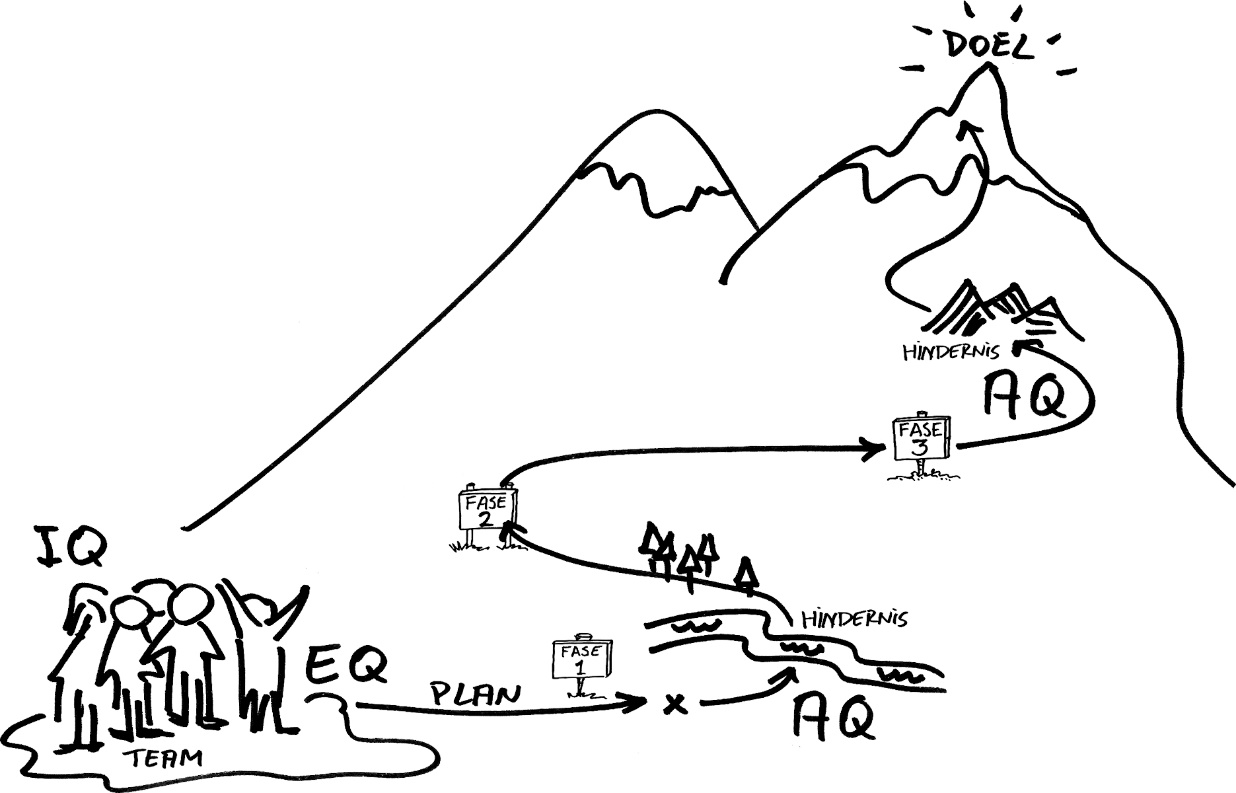 DOEL
HINDERNIS
AQ
FASE
3
FASE
2
IQ
HINDERNIS
FASE
1
EQ
PLAN
x
AQ
TEAM